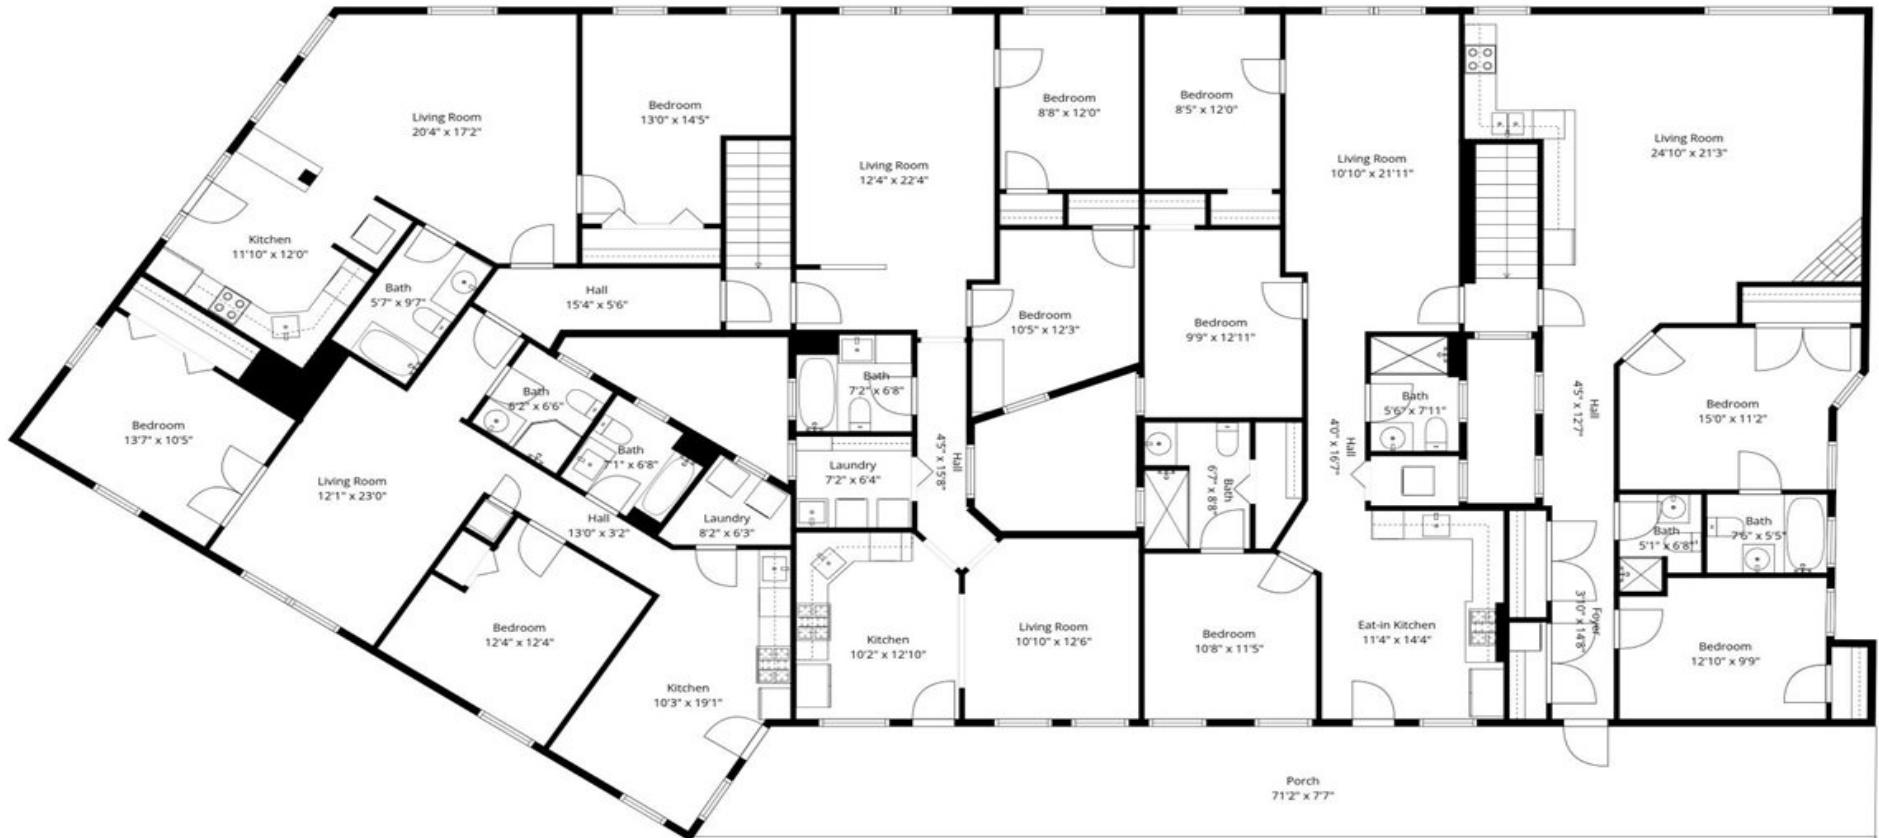 Living Room
20'4" x 17'2"
Bedroom
13'0" x 14'5"
Living Room
12'4" x 22'4"
Bedroom
8'8" x 12'0"
Bedroom
8'5" x 12'0"
Living Room
10'10" x 21'11"
Living Room
24'10" x 21'3"
Kitchen
11'10" x 12'0"
Bath
5'7" x 9'7"
Hall
15'4" x 5'6"
Bedroom
10'5" x 12'3"
Bedroom
9'9" x 12'11"
Bedroom
13'7" x 10'5"
Living Room
12'1" x 23'0"
Bath
6'2" x 6'6"
Bath
7'1" x 6'8"
Bath
7'2" x 6'8"
Laundry
7'2" x 6'4"
Laundry
8'2" x 6'3"
Hall
13'0" x 3'2"
Hall
4'5" x 15'8"
Bath
6'7" x 8'8"
Hall
4'0" x 16'7"
Bath
5'6" x 7'11"
Hall
4'5" x 12'7"
Bedroom
15'0" x 11'2"
Bath
5'1" x 6'8"
Bath
7'6" x 5'5"
Bedroom
12'4" x 12'4"
Kitchen
10'3" x 19'1"
Kitchen
10'2" x 12'10"
Living Room
10'10" x 12'6"
Bedroom
10'8" x 11'5"
Eat-in Kitchen
11'4" x 14'4"
Foyer
3'10" x 14'8"
Bedroom
12'10" x 9'9"
Porch
71'2" x 7'7"